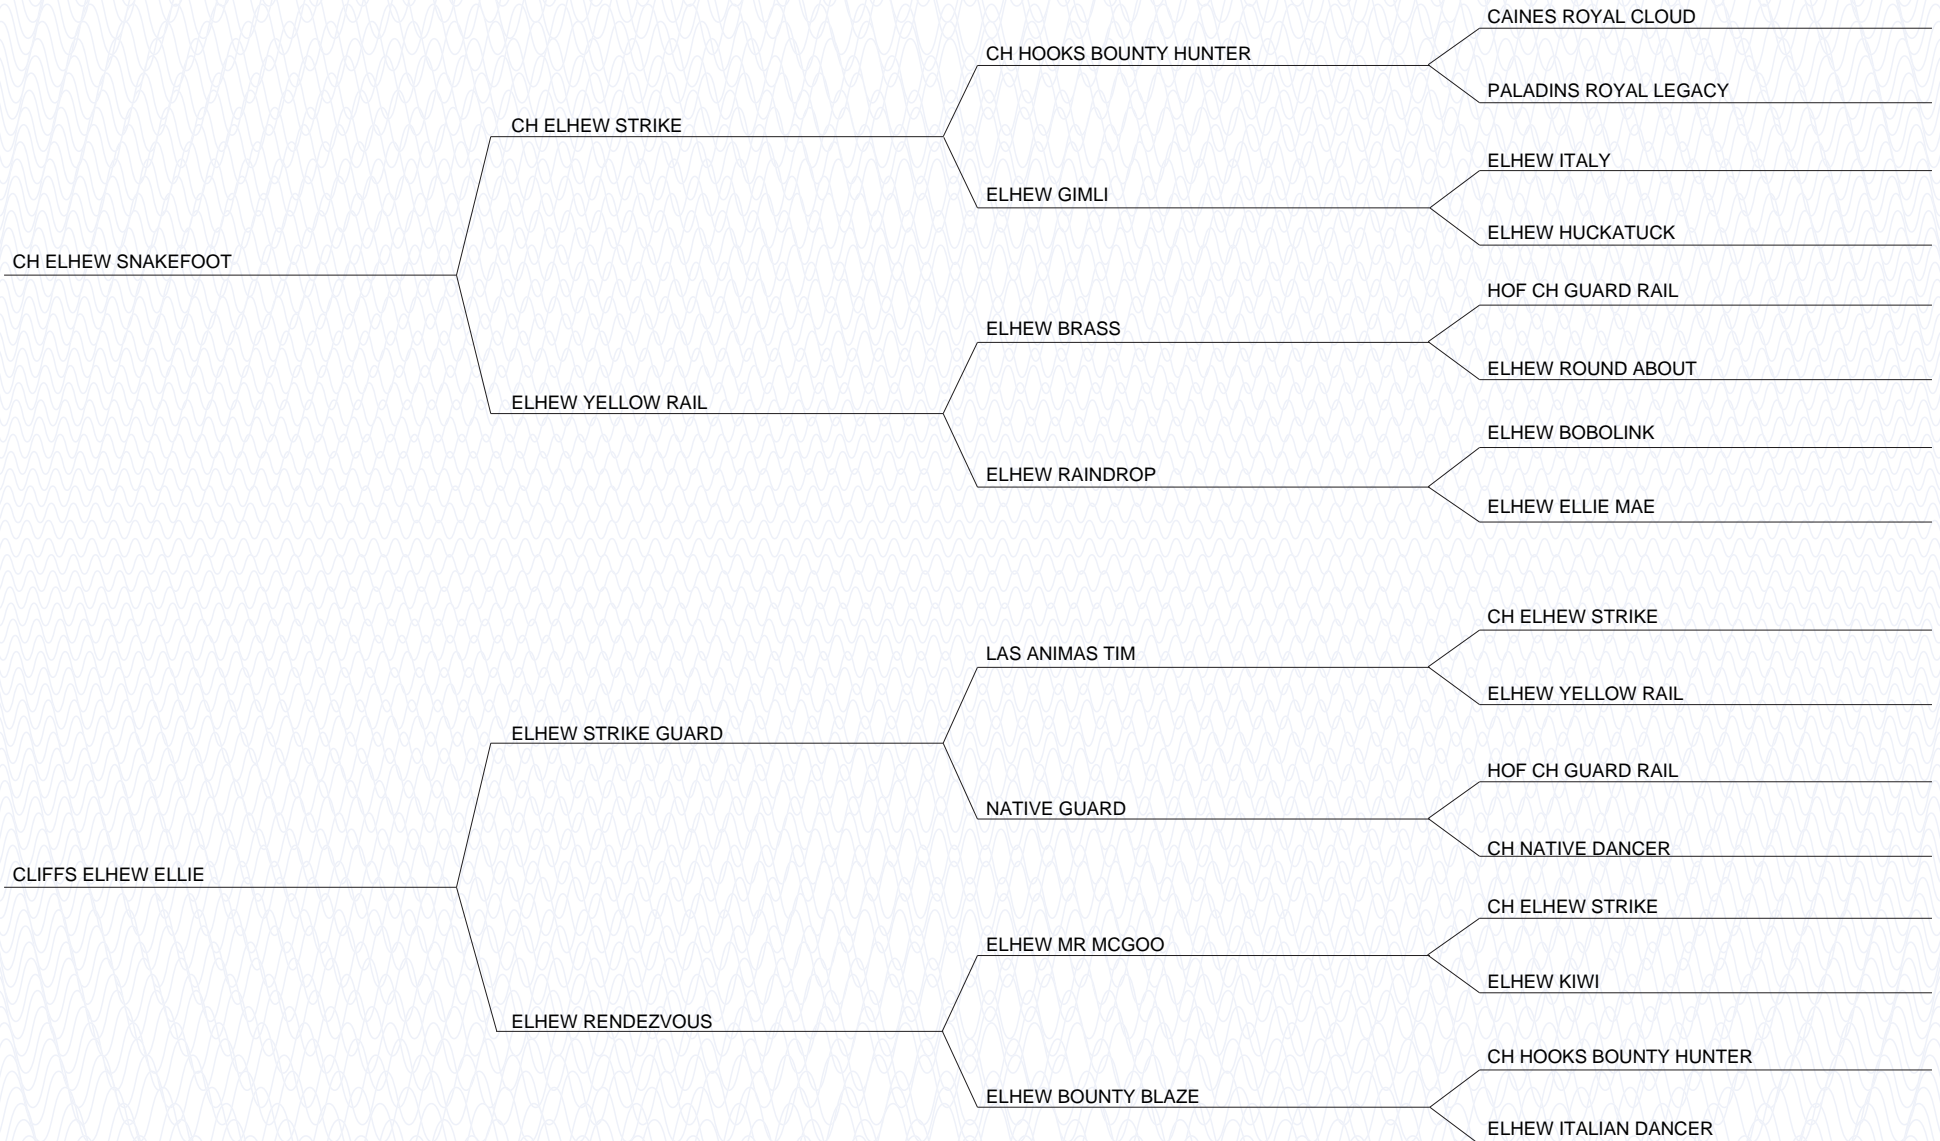 CAINES ROYAL CLOUD
CH HOOKS BOUNTY HUNTER
PALADINS ROYAL LEGACY
CH ELHEW STRIKE
ELHEW ITALY
ELHEW GIMLI
ELHEW HUCKATUCK
CH ELHEW SNAKEFOOT
HOF CH GUARD RAIL
ELHEW BRASS
ELHEW ROUND ABOUT
ELHEW YELLOW RAIL
ELHEW BOBOLINK
ELHEW RAINDROP
ELHEW ELLIE MAE
CH ELHEW STRIKE
LAS ANIMAS TIM
ELHEW YELLOW RAIL
ELHEW STRIKE GUARD
HOF CH GUARD RAIL
NATIVE GUARD
CH NATIVE DANCER
CLIFFS ELHEW ELLIE
CH ELHEW STRIKE
ELHEW MR MCGOO
ELHEW KIWI
ELHEW RENDEZVOUS
CH HOOKS BOUNTY HUNTER
ELHEW BOUNTY BLAZE
ELHEW ITALIAN DANCER